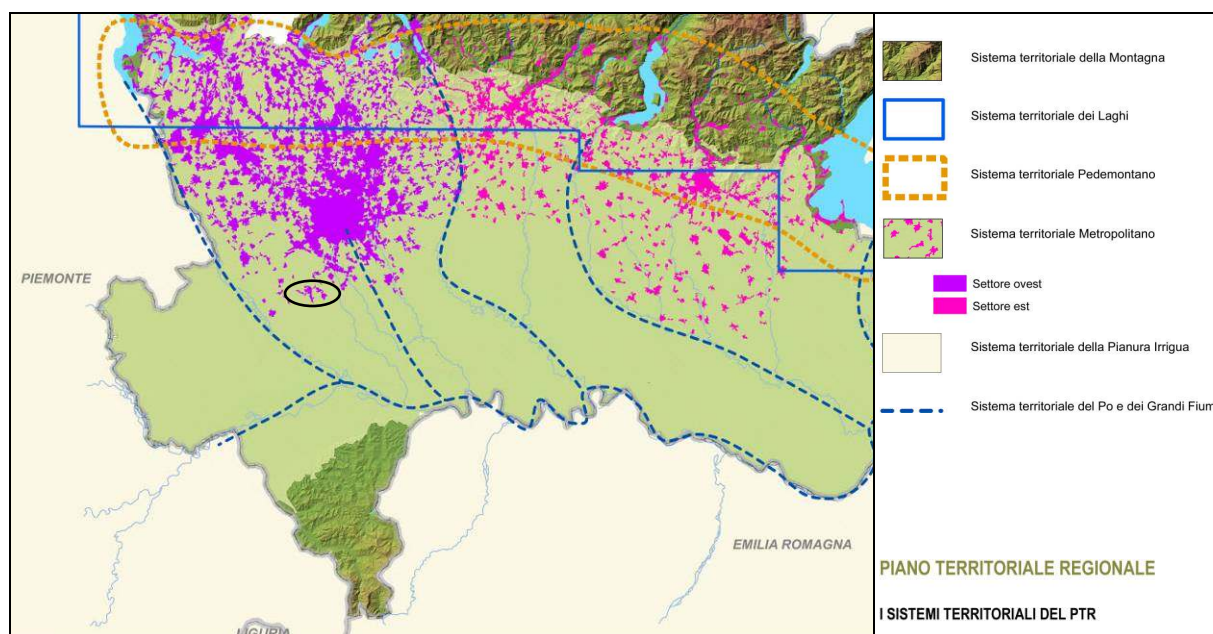 PIEMONTE
EMILIA ROMAGNA
LIGURIA
Sistema territoriale della Montagna
Sistema territoriale dei Laghi
Sistema territoriale Pedemontano
Sistema territoriale Metropolitano
Settore ovest
Settore est
Sistema territoriale della Pianura Irrigua
Sistema territoriale del Po e dei Grandi Fium
PIANO TERRITORIALE REGIONALE
I SISTEMI TERRITORIALI DEL PTR